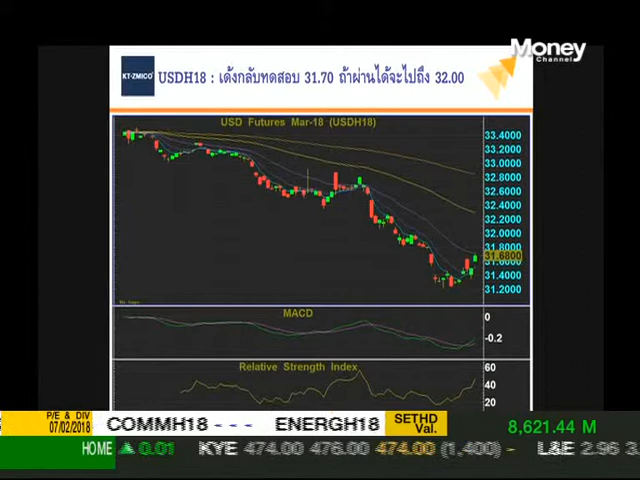 Money
Channel
KT-ZMICO
USDH18 : เด้งกลับทดสอบ 31.70 ถ้าผ่านได้จะไปถึง 32.00
USD Futures Mar-18 (USDH18)
33.4000
33.2000
33.0000
32.8000
32.6000
32.4000
32.2000
32.0000
31.8000
31.6800
31.4000
31.2000
MACD
0
-0.2
Relative Strength Index
60
40
20
P/E & DIV
07/02/2018
COMMH18 - - - ENERGH18
SETHD
Val.
8,621.44 M
HOME ▲ 0.01 KYE 474.00 476.00 474.00 (1,400) - L&E 2.96 3.